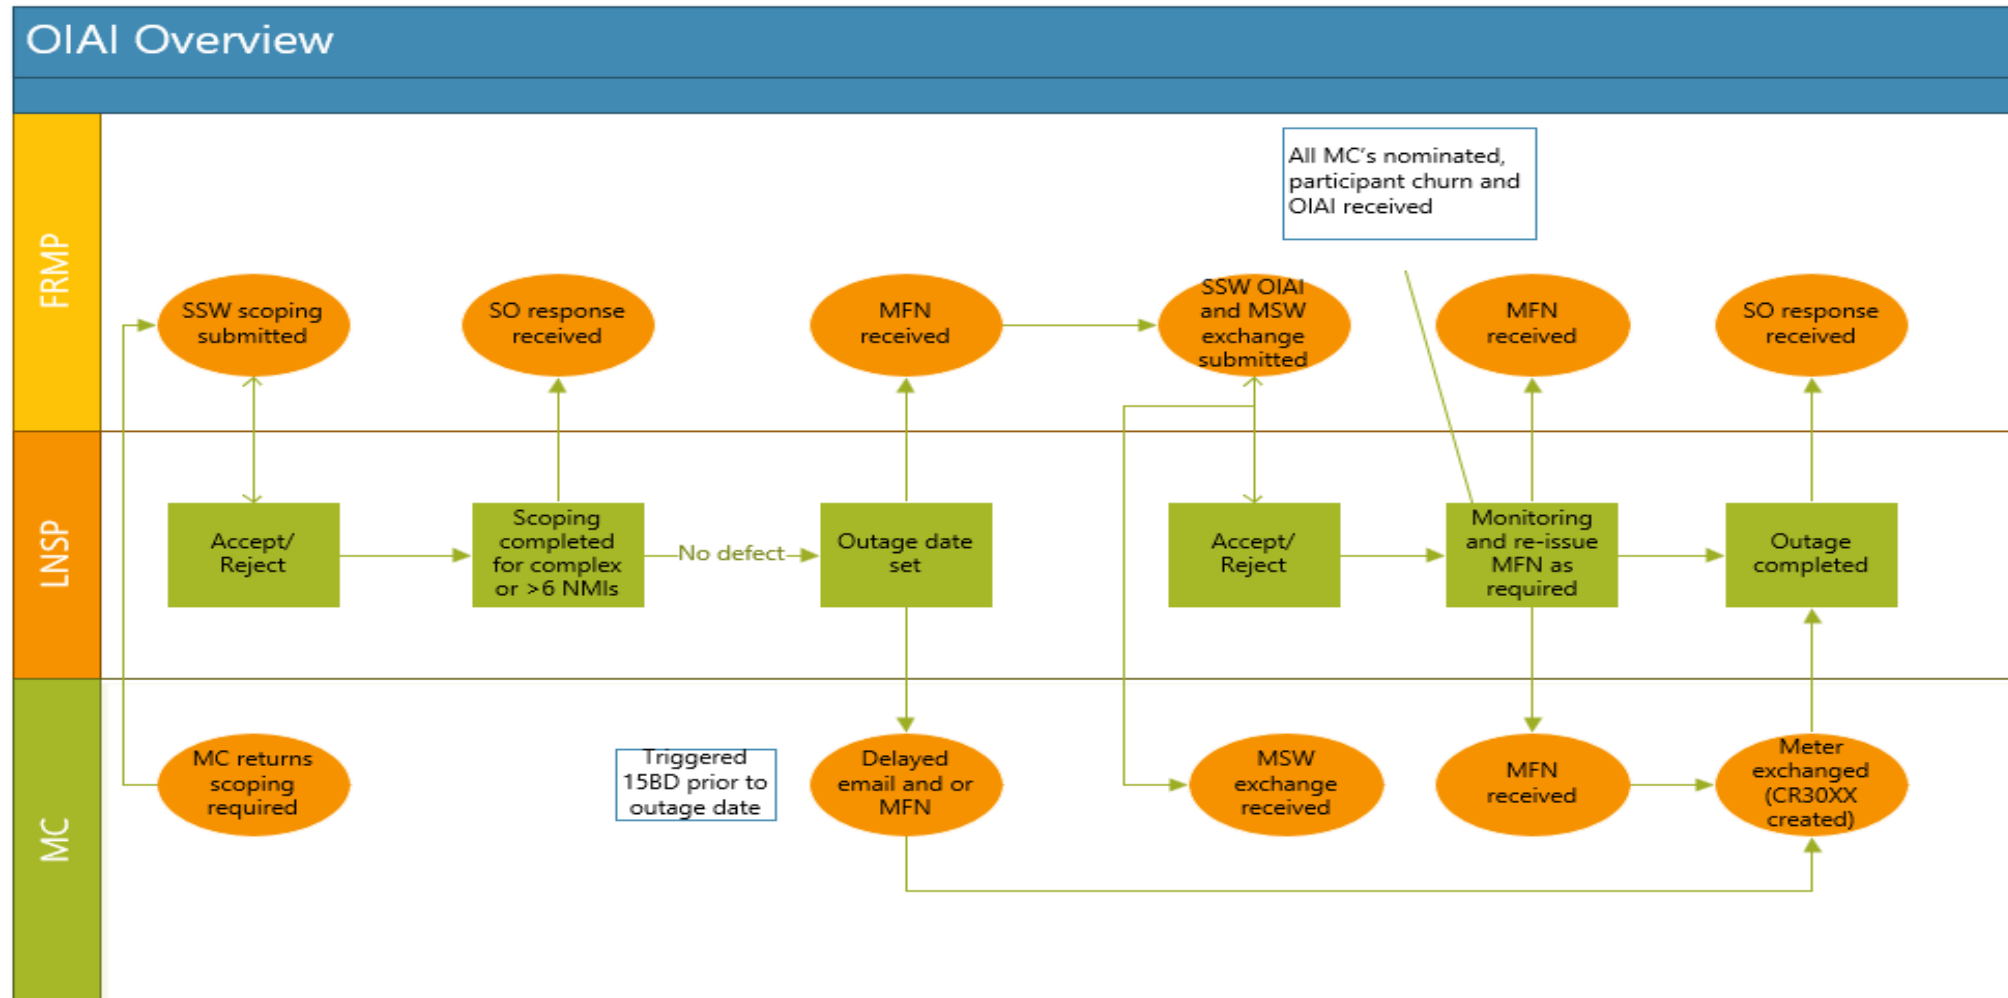 OIAI Overview
FRMP
All MC's nominated,
participant churn and
OIAI received
SSW scoping
submitted
SO response
received
MFN
received
SSW OIAI
and MSW
exchange
submitted
MFN
received
SO response
received
LNSP
Accept/
Reject
Scoping
completed
for complex
or >6 NMIs
No defect
Outage date
set
Accept/
Reject
Monitoring
and re-issue
MFN as
required
Outage
completed
MC
MC returns
scoping
required
Triggered
15BD prior to
outage date
Delayed
email and or
MFN
MSW
exchange
received
MFN
received
Meter
exchanged
(CR30XX
created)